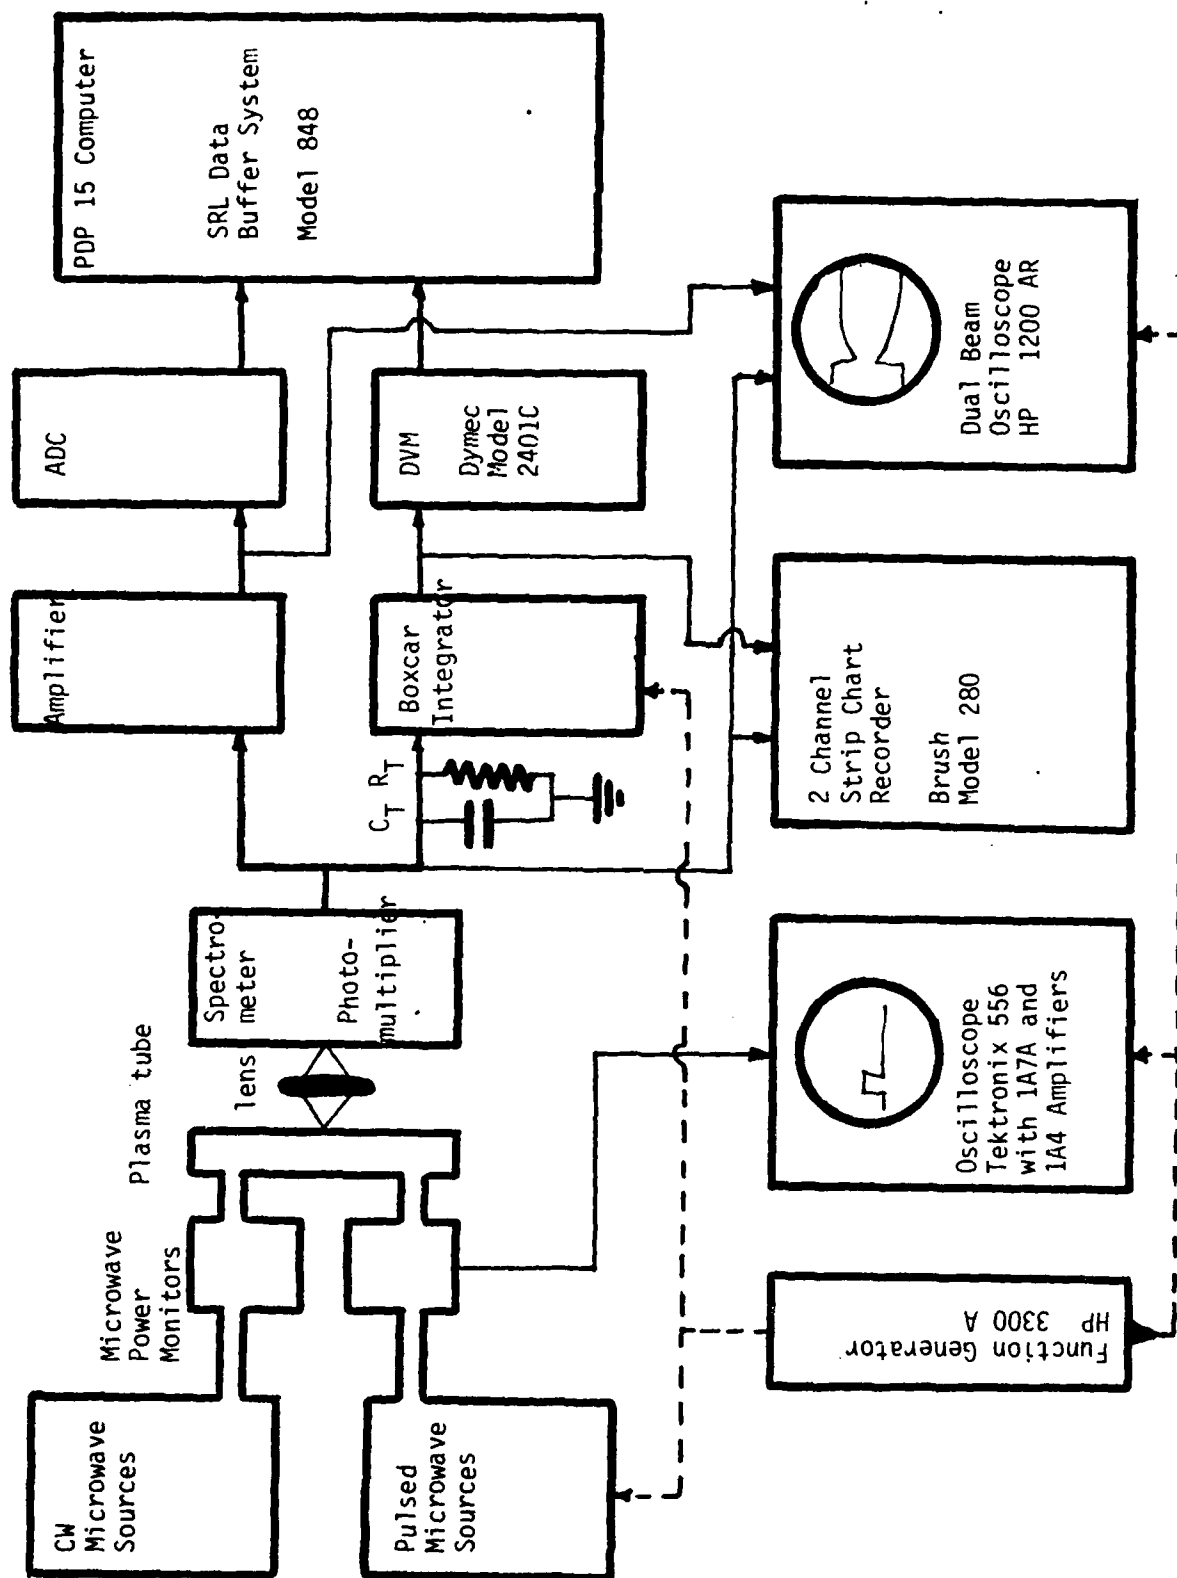 CW
Microwave
Sources
Pulsed
Microwave
Sources
Microwave
Power
Monitors
Plasma tube
lens
Spectro-
meter
Photo-
multiplier
C_T R_T
Amplifier
Boxcar
Integrator
ADC
DVM
Dymec
Model
2401C
PDP 15 Computer
SRL Data
Buffer System
Model 848
Function Generator
HP 3300 A
Oscilloscope
Tektronix 556
with 1A7A and
1A4 Amplifiers
2 Channel
Strip Chart
Recorder
Brush
Model 280
Dual Beam
Oscilloscope
HP 1200 AR